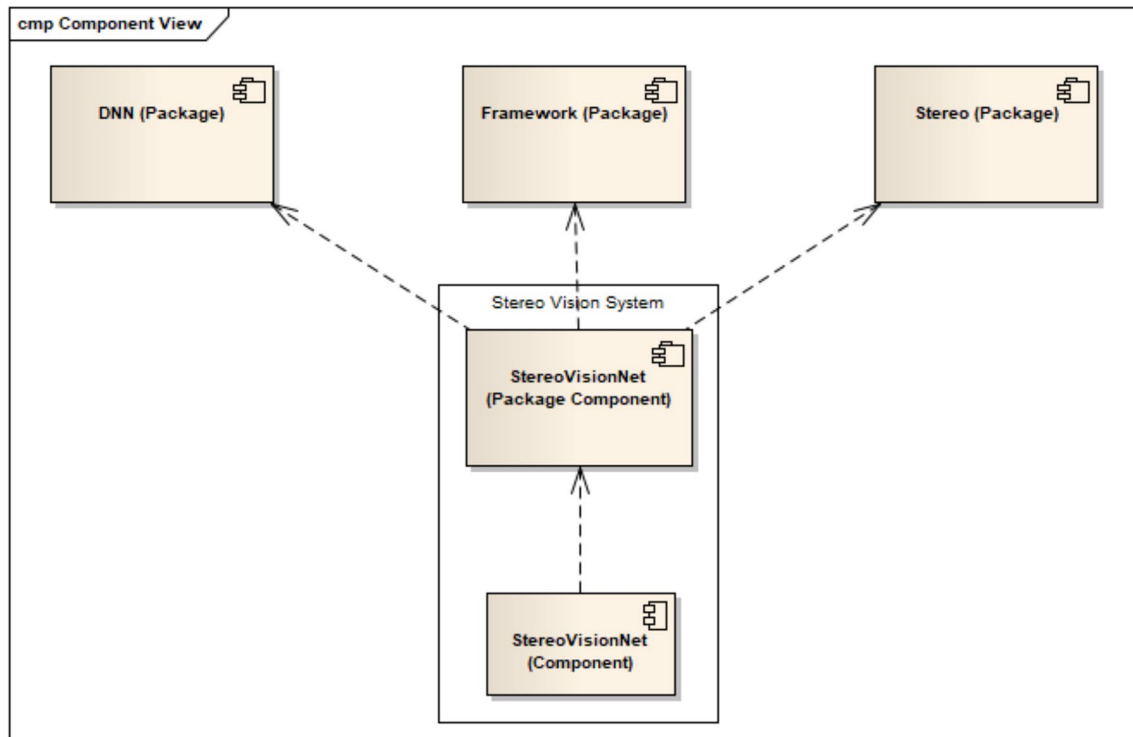 cmp Component View
DNN (Package)
Framework (Package)
Stereo (Package)
Stereo Vision System
StereoVisionNet
(Package Component)
StereoVisionNet
(Component)